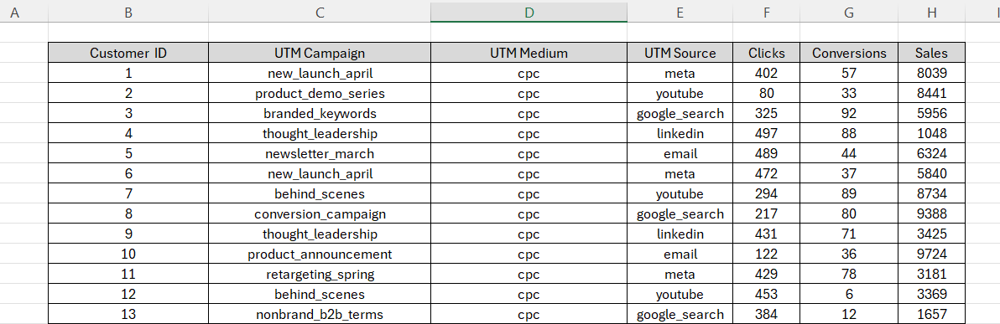 A B C D E F G H I
Customer ID UTM Campaign UTM Medium UTM Source Clicks Conversions Sales
1 new_launch_april cpc meta 402 57 8039
2 product_demo_series cpc youtube 80 33 8441
3 branded_keywords cpc google_search 325 92 5956
4 thought_leadership cpc linkedin 497 88 1048
5 newsletter_march cpc email 489 44 6324
6 new_launch_april cpc meta 472 37 5840
7 behind_scenes cpc youtube 294 89 8734
8 conversion_campaign cpc google_search 217 80 9388
9 thought_leadership cpc linkedin 431 71 3425
10 product_announcement cpc email 122 36 9724
11 retargeting_spring cpc meta 429 78 3181
12 behind_scenes cpc youtube 453 6 3369
13 nonbrand_b2b_terms cpc google_search 384 12 1657